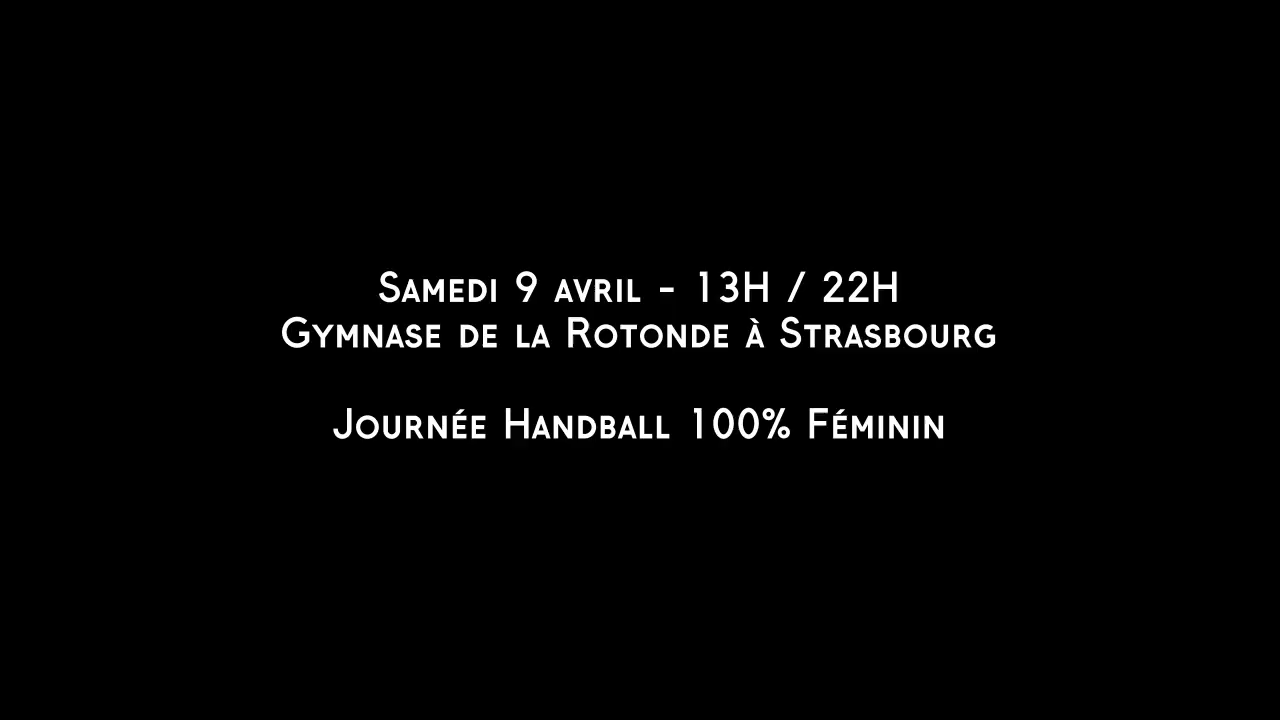 Samedi 9 avril - 13H / 22H
Gymnase de la Rotonde à Strasbourg
Journée Handball 100% Féminin